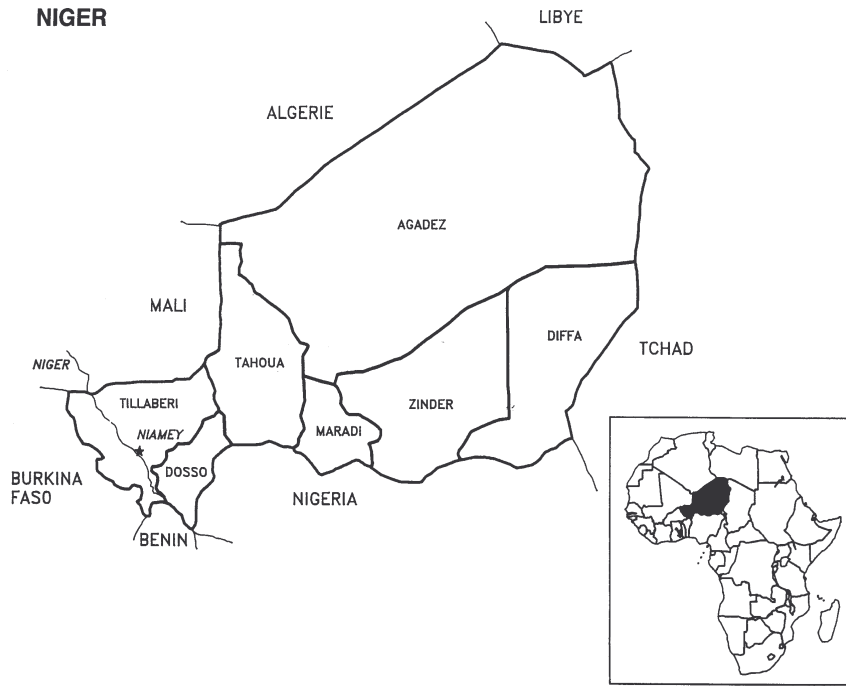 NIGER
LIBYE
ALGERIE
AGADEZ
MALI
DIFFA
TCHAD
NIGER
TAHOUA
TILLABERI
ZINDER
MARADI
NIAMEY
DOSSO
BURKINA
FASO
NIGERIA
BENIN